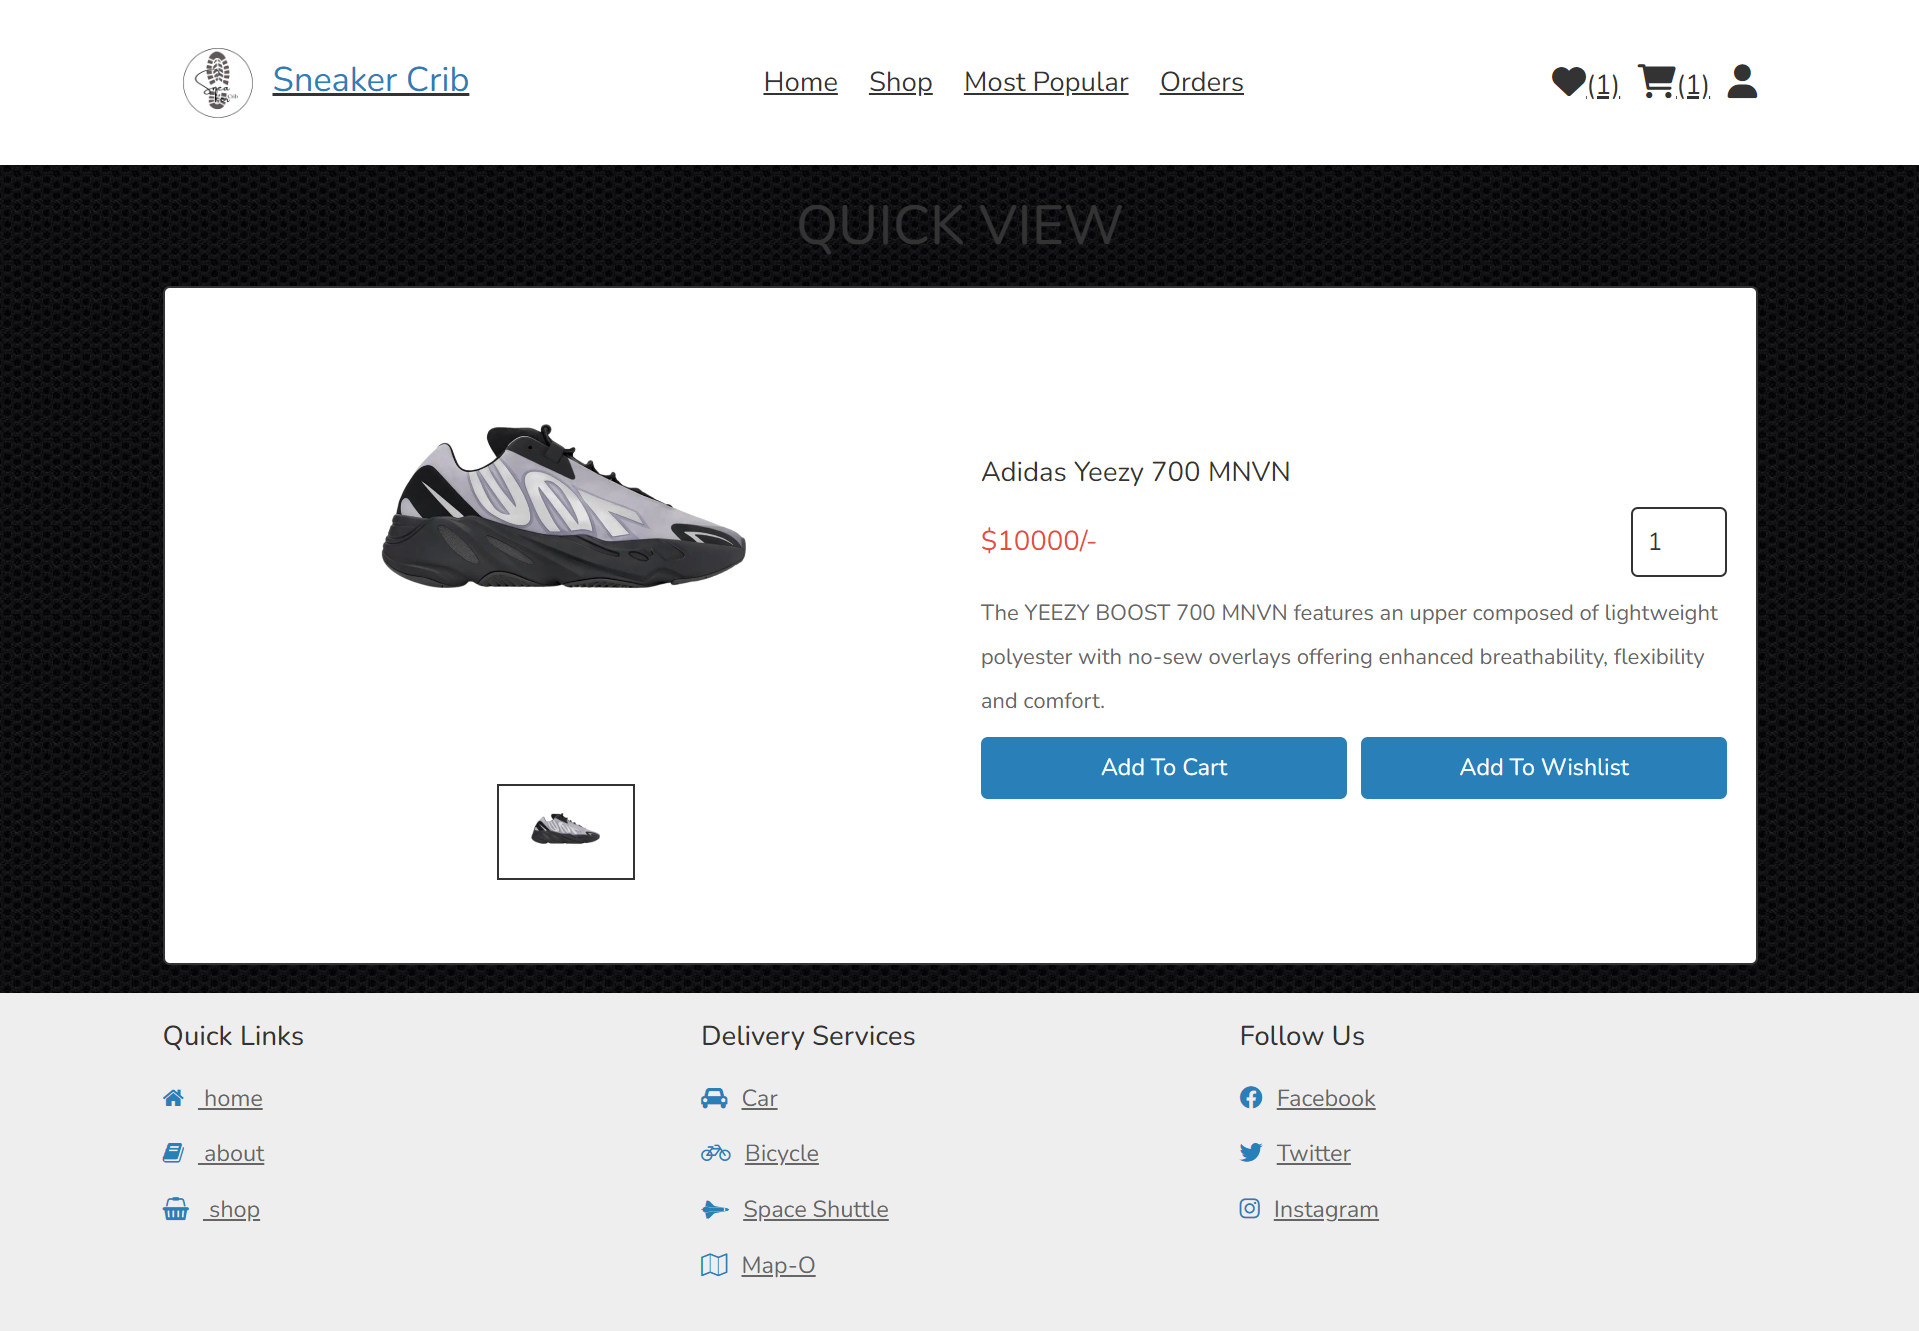 Sneaker Crib
Home Shop Most Popular Orders
(1) (1)
QUICK VIEW
Adidas Yeezy 700 MNVN
$10000/-
1
The YEEZY BOOST 700 MNVN features an upper composed of lightweight
polyester with no-sew overlays offering enhanced breathability, flexibility
and comfort.
Add To Cart Add To Wishlist
Quick Links
home
about
shop
Delivery Services
Car
Bicycle
Space Shuttle
Map-O
Follow Us
Facebook
Twitter
Instagram